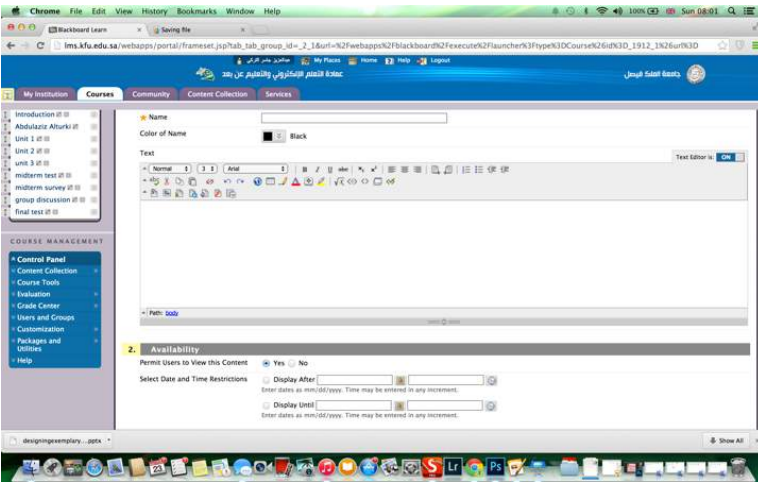 Chrome File Edit View History Bookmarks Window Help 100% Sun 08:01
Blackboard Learn
Saving file
lms.kfu.edu.sa/webapps/portal/frameset.jsp?tab_tab_group_id=_2_1&url=%2Fwebapps%2Fblackboard%2Fexecute%2Flauncher%3Ftype%3DCourse%26id%3D_1912_1%26url%3D
My Places Home Help Logout
عمادة التعلم الإلكتروني والتعليم عن بعد
جامعة الملك فيصل
My Institution Courses Community Content Collection Services
Introduction
Abdulaziz Alturki
Unit 1
Unit 2
unit 3
midterm test
midterm survey
group discussion
final test
COURSE MANAGEMENT
Control Panel
Content Collection
Course Tools
Evaluation
Grade Center
Users and Groups
Customization
Packages and
Utilities
Help
Name
Color of Name Black
Text
Text Editor is: ON
Normal 3 Arial
Path: body
2. Availability
Permit Users to View this Content Yes No
Select Date and Time Restrictions Display After
Enter dates as mm/dd/yyyy. Time may be entered in any increment.
Display Until
Enter dates as mm/dd/yyyy. Time may be entered in any increment.
designingexemplary....pptx
Show All